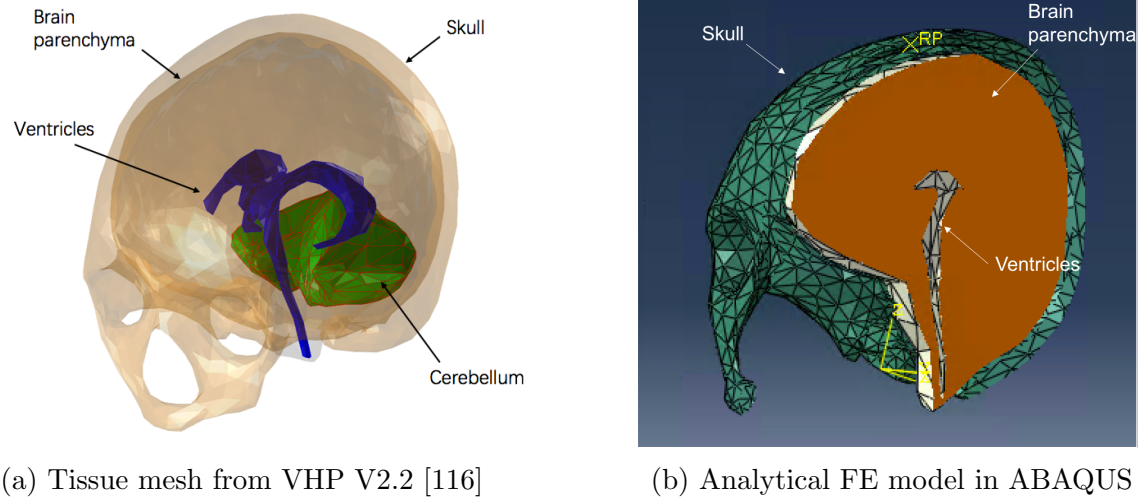 Brain
parenchyma
Skull
Ventricles
Cerebellum
Skull
RP
Brain
parenchyma
Ventricles
Z
(a) Tissue mesh from VHP V2.2 [116]
(b) Analytical FE model in ABAQUS